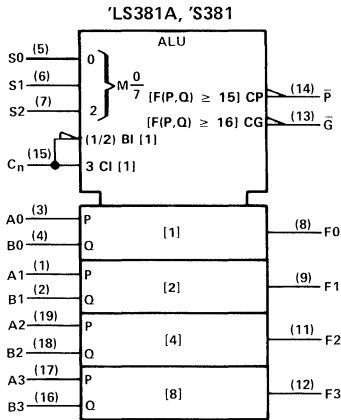 'LS381A, 'S381
ALU
S0 (5) 0
S1 (6) M 0/7
S2 (7) 2
[F(P,Q) ≥ 15] CP (14) P̅
[F(P,Q) ≥ 16] CG (13) G̅
(1/2) BI [1]
Cn (15) 3 CI [1]
A0 (3) P
B0 (4) Q [1] (8) F0
A1 (1) P
B1 (2) Q [2] (9) F1
A2 (19) P
B2 (18) Q [4] (11) F2
A3 (17) P
B3 (16) Q [8] (12) F3